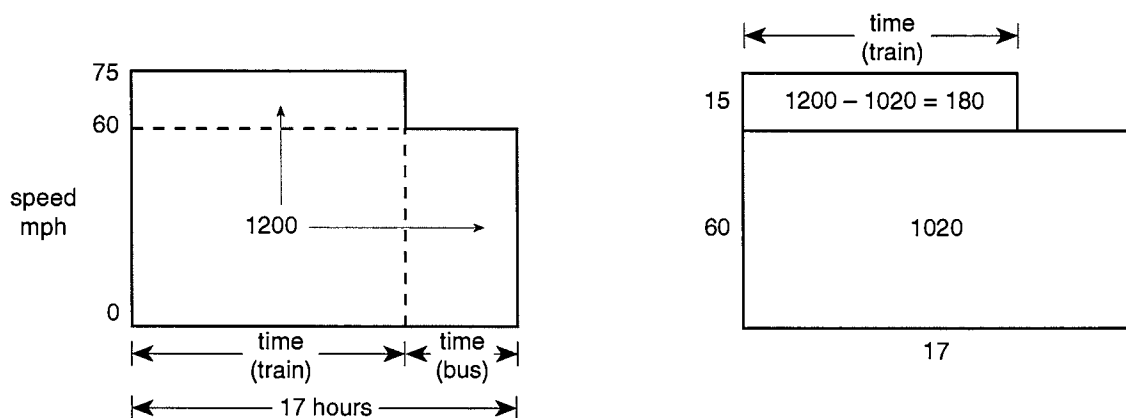 75
60
speed
mph
1200
0
time
(train)
time
(bus)
17 hours
time
(train)
15
1200 – 1020 = 180
60
1020
17